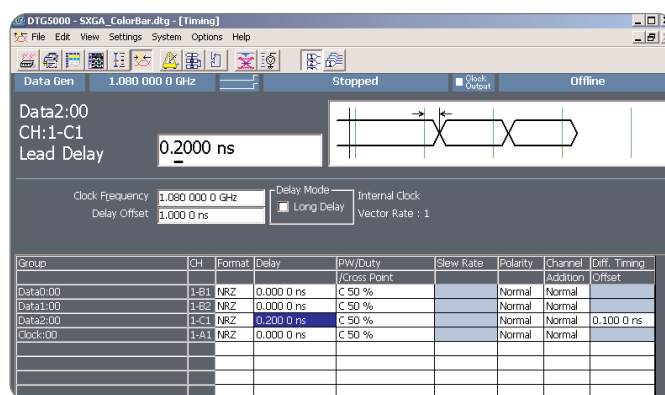 DTG5000 - SXGA_ColorBar.dtg - [Timing]
File Edit View Settings System Options Help
Data Gen 1.080 000 0 GHz Stopped Clock Output Offline
Data2:00
CH:1-C1
Lead Delay 0.2000 ns
Clock Frequency 1.080 000 0 GHz Delay Mode Internal Clock
Delay Offset 1.000 0 ns Long Delay Vector Rate : 1
Group CH Format Delay PW/Duty Slew Rate Polarity Channel Diff. Timing
/Cross Point Addition Offset
Data0:00 1-B1 NRZ 0.000 0 ns C 50 % Normal Normal
Data1:00 1-B2 NRZ 0.000 0 ns C 50 % Normal Normal
Data2:00 1-C1 NRZ 0.200 0 ns C 50 % Normal Normal 0.100 0 ns
Clock:00 1-A1 NRZ 0.000 0 ns C 50 % Normal Normal